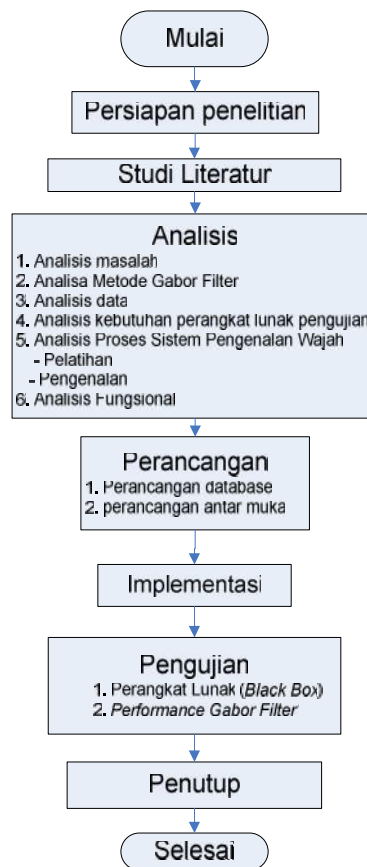 Mulai
Persiapan penelitian
Studi Literatur
Analisis
1. Analisis masalah
2. Analisa Metode Gabor Filter
3. Analisis data
4. Analisis kebutuhan perangkat lunak pengujian
5. Analisis Proses Sistem Pengenalan Wajah
- Pelatihan
- Pengenalan
6. Analisis Fungsional
Perancangan
1. Perancangan database
2. perancangan antar muka
Implementasi
Pengujian
1. Perangkat Lunak (Black Box)
2. Performance Gabor Filter
Penutup
Selesai